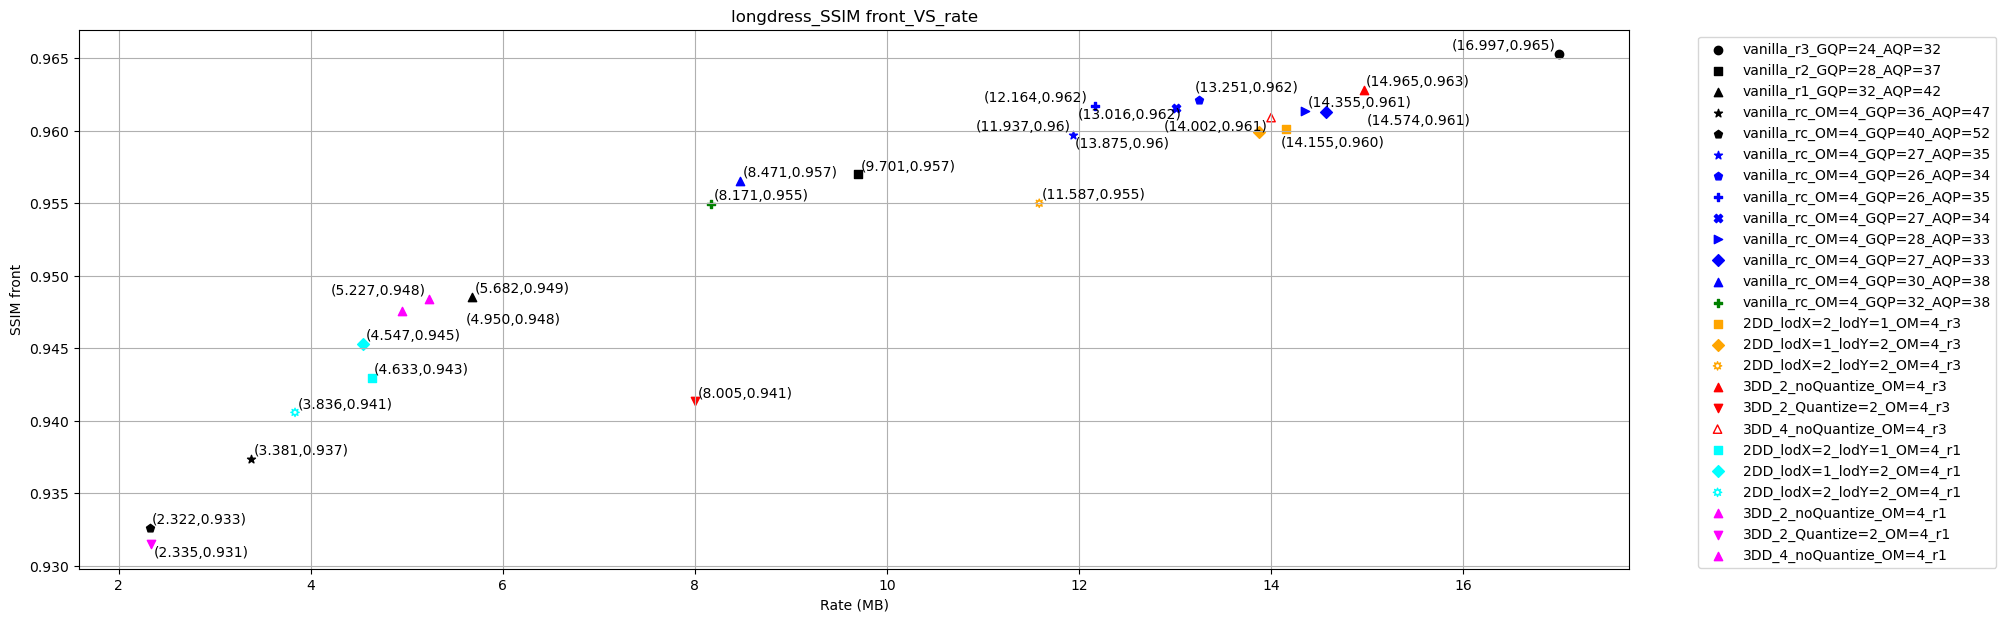 longdress_SSIM front_VS_rate
SSIM front
0.965
0.960
0.955
0.950
0.945
0.940
0.935
0.930
(16.997,0.965)
(14.965,0.963)
(13.251,0.962)
(12.164,0.962)
(14.355,0.961)
(13.016,0.962)
(14.574,0.961)
(11.937,0.96)
(14.002,0.961)
(13.875,0.96)
(14.155,0.960)
(8.471,0.957)
(9.701,0.957)
(8.171,0.955)
(11.587,0.955)
(5.227,0.948)
(5.682,0.949)
(4.950,0.948)
(4.547,0.945)
(4.633,0.943)
(8.005,0.941)
(3.836,0.941)
(3.381,0.937)
(2.322,0.933)
(2.335,0.931)
2 4 6 8 10 12 14 16
Rate (MB)
vanilla_r3_GQP=24_AQP=32
vanilla_r2_GQP=28_AQP=37
vanilla_r1_GQP=32_AQP=42
vanilla_rc_OM=4_GQP=36_AQP=47
vanilla_rc_OM=4_GQP=40_AQP=52
vanilla_rc_OM=4_GQP=27_AQP=35
vanilla_rc_OM=4_GQP=26_AQP=34
vanilla_rc_OM=4_GQP=26_AQP=35
vanilla_rc_OM=4_GQP=27_AQP=34
vanilla_rc_OM=4_GQP=28_AQP=33
vanilla_rc_OM=4_GQP=27_AQP=33
vanilla_rc_OM=4_GQP=30_AQP=38
vanilla_rc_OM=4_GQP=32_AQP=38
2DD_lodX=2_lodY=1_OM=4_r3
2DD_lodX=1_lodY=2_OM=4_r3
2DD_lodX=2_lodY=2_OM=4_r3
3DD_2_noQuantize_OM=4_r3
3DD_2_Quantize=2_OM=4_r3
3DD_4_noQuantize_OM=4_r3
2DD_lodX=2_lodY=1_OM=4_r1
2DD_lodX=1_lodY=2_OM=4_r1
2DD_lodX=2_lodY=2_OM=4_r1
3DD_2_noQuantize_OM=4_r1
3DD_2_Quantize=2_OM=4_r1
3DD_4_noQuantize_OM=4_r1